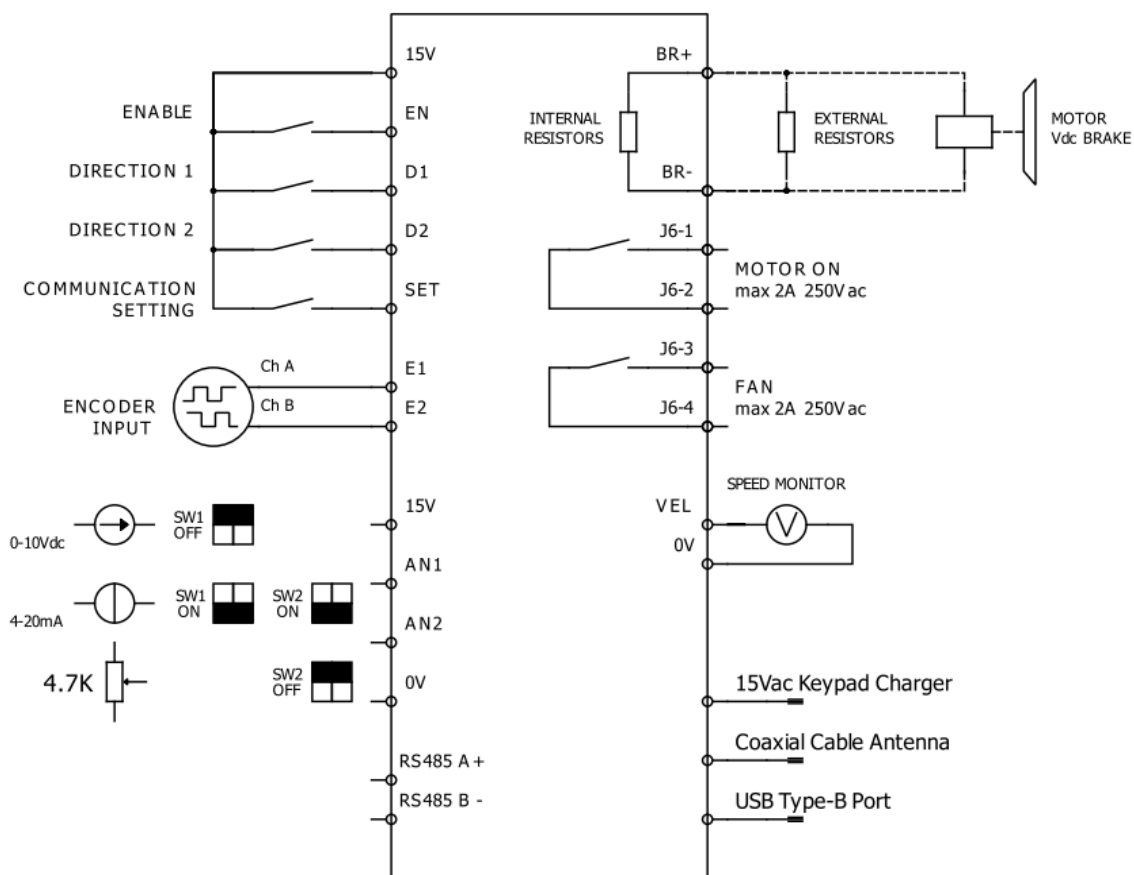 15V
ENABLE
EN
DIRECTION 1
D1
DIRECTION 2
D2
COMMUNICATION
SETTING
SET
Ch A
E1
Ch B
E2
ENCODER
INPUT
15V
0-10Vdc
SW1
OFF
AN1
4-20mA
SW1
ON
SW2
ON
AN2
4.7K
SW2
OFF
0V
RS485 A+
RS485 B -
BR+
INTERNAL
RESISTORS
EXTERNAL
RESISTORS
MOTOR
Vdc BRAKE
BR-
J6-1
MOTOR ON
max 2A 250Vac
J6-2
J6-3
FAN
max 2A 250Vac
J6-4
SPEED MONITOR
VEL
V
0V
15Vac Keypad Charger
Coaxial Cable Antenna
USB Type-B Port